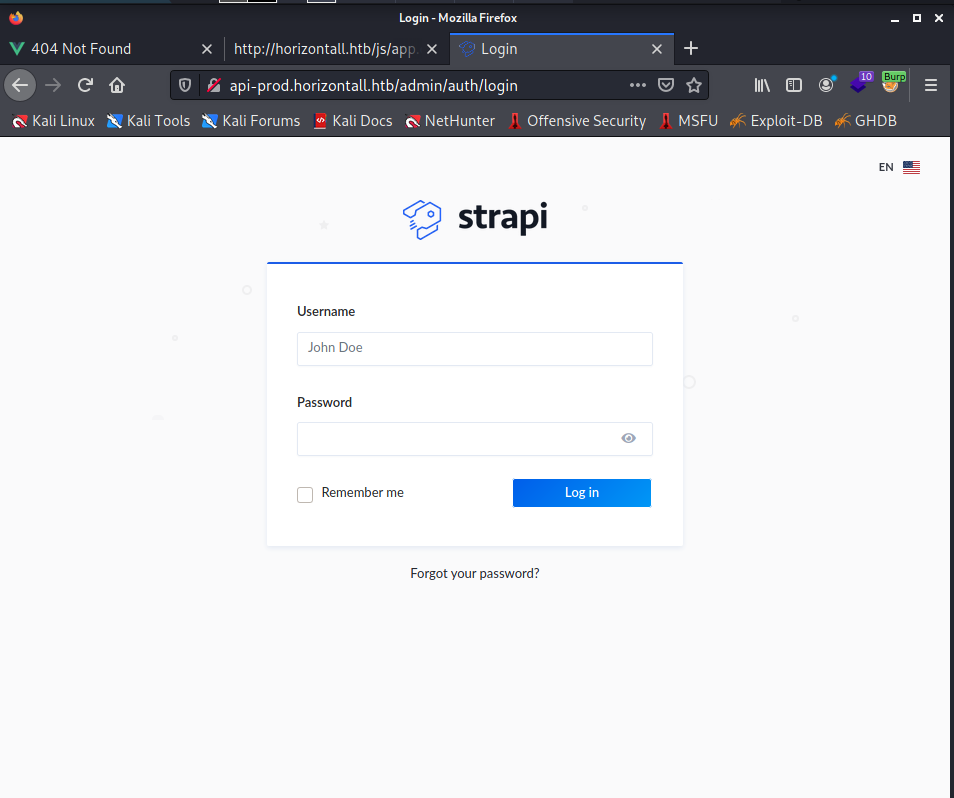 Login - Mozilla Firefox
404 Not Found
http://horizontall.htb/js/app
Login
api-prod.horizontall.htb/admin/auth/login
10
Burp
Kali Linux
Kali Tools
Kali Forums
Kali Docs
NetHunter
Offensive Security
MSFU
Exploit-DB
GHDB
EN
strapi
Username
John Doe
Password
Remember me
Log in
Forgot your password?